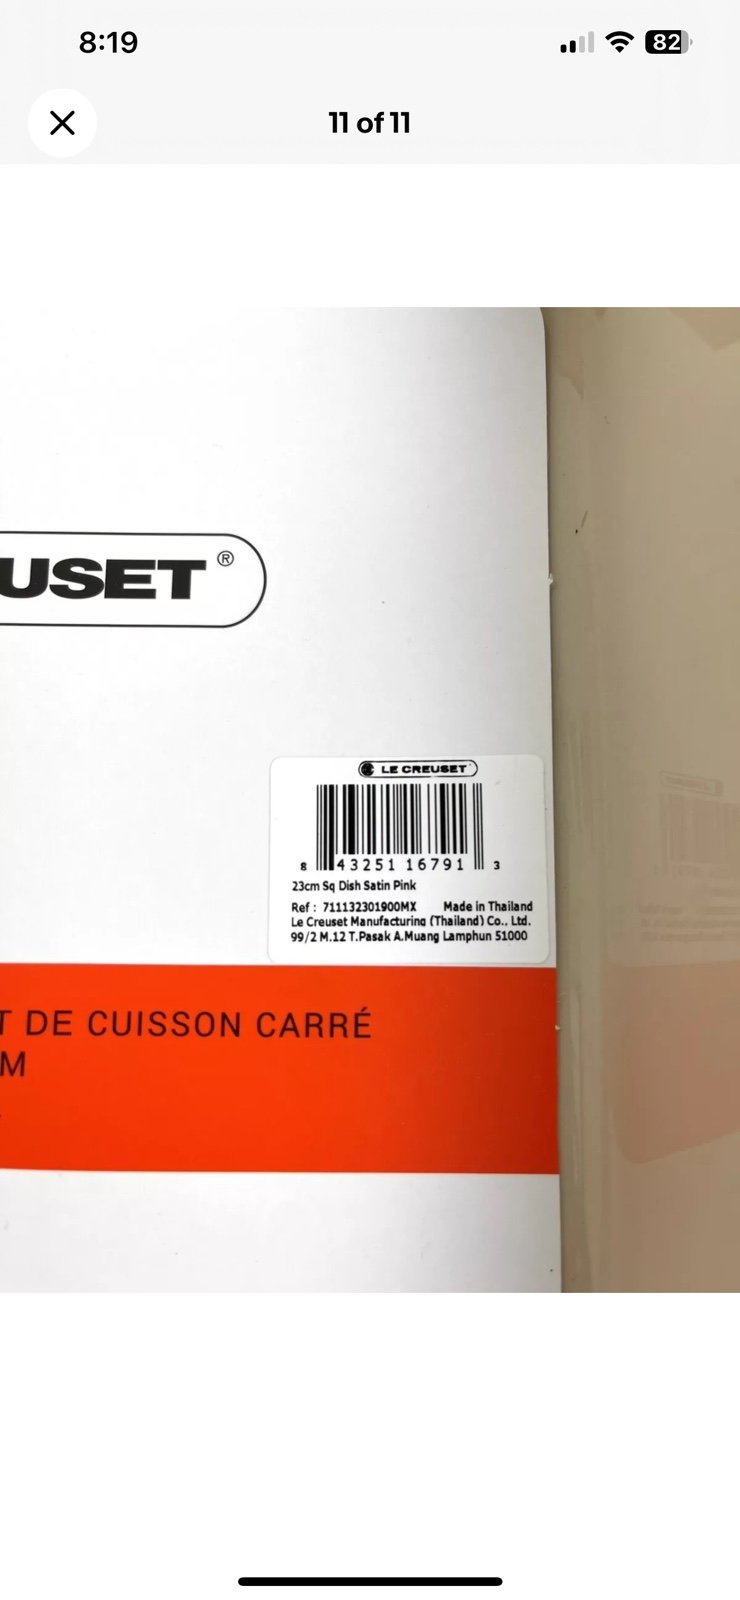 8:19
82
11 of 11
USET ®
LE CREUSET
8 43251 16791 3
23cm Sq Dish Satin Pink
Ref : 711132301900MX Made in Thailand
Le Creuset Manufacturing (Thailand) Co., Ltd.
99/2 M.12 T.Pasak A.Muang Lamphun 51000
T DE CUISSON CARRÉ
M